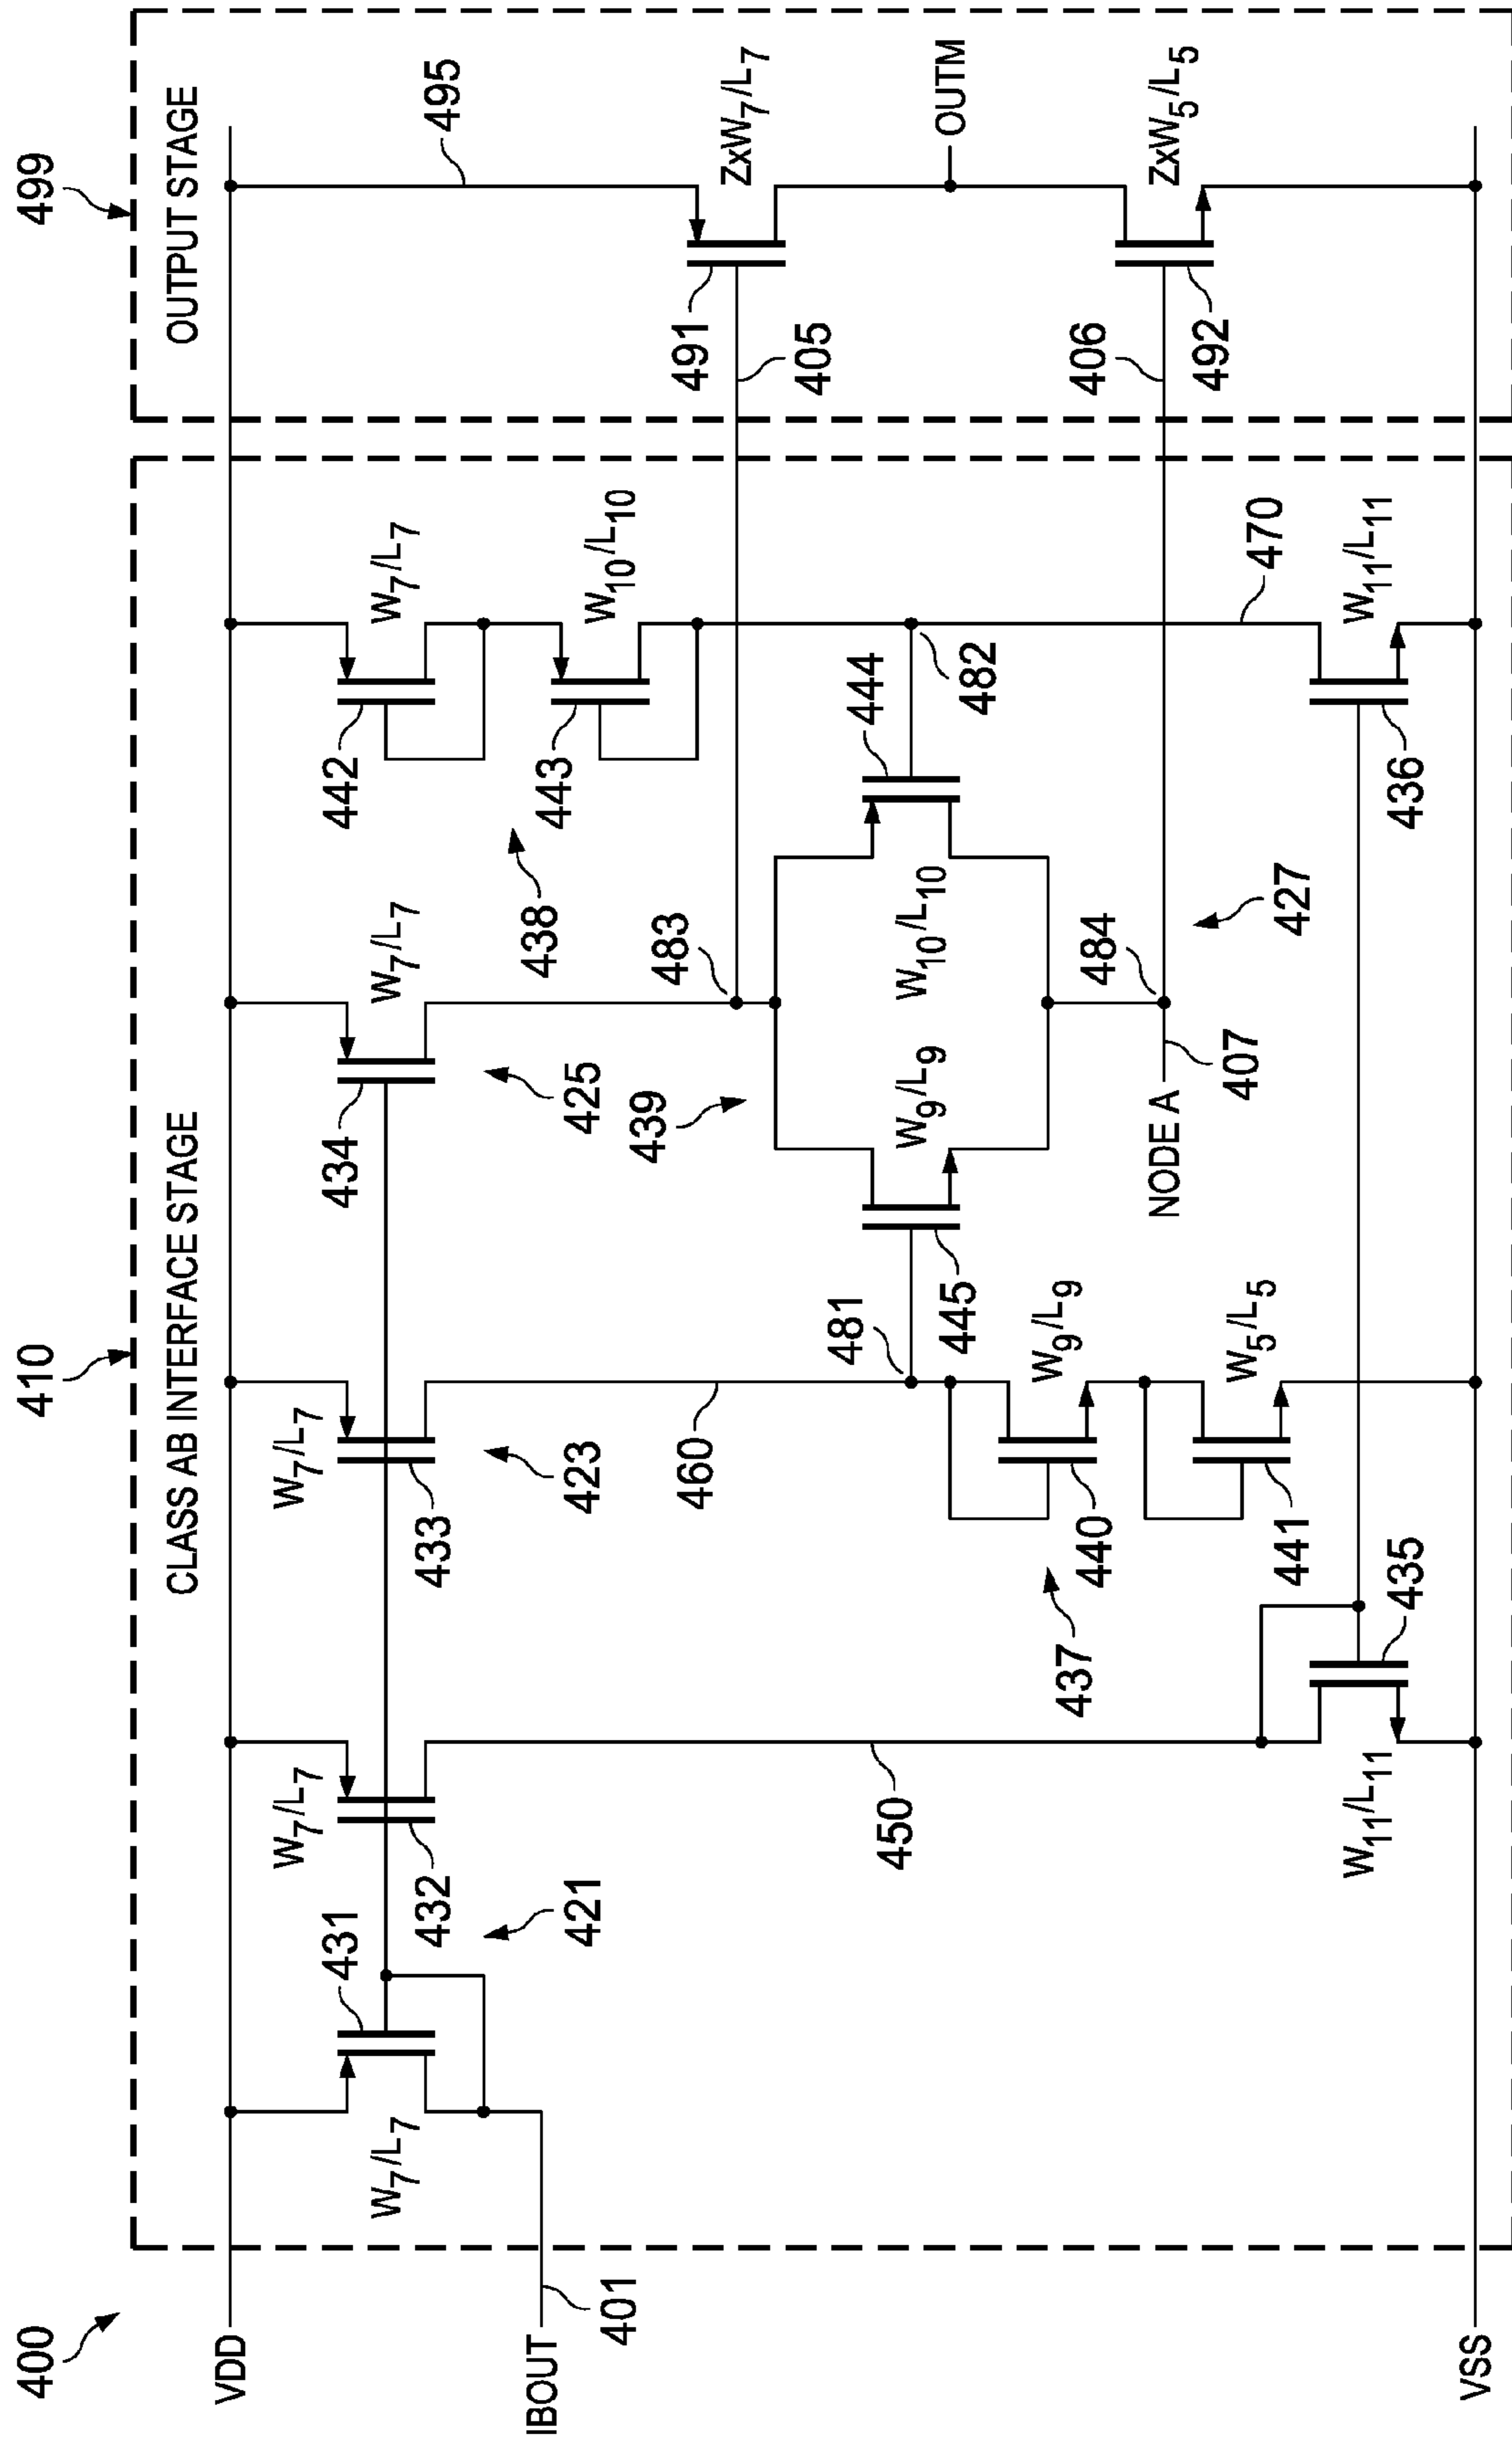 400
410
499
CLASS AB INTERFACE STAGE
OUTPUT STAGE
VDD
IBOUT
401
VSS
431
W7/L7
432
W7/L7
421
433
W7/L7
423
434
W7/L7
425
442
W7/L7
443
W10/L10
438
495
491
ZxW7/L7
405
OUTM
406
492
ZxW5/L5
450
460
481
445
W9/L9
439
483
444
W10/L10
482
470
484
427
NODE A
407
437
440
W9/L9
441
W5/L5
435
W11/L11
436
W11/L11